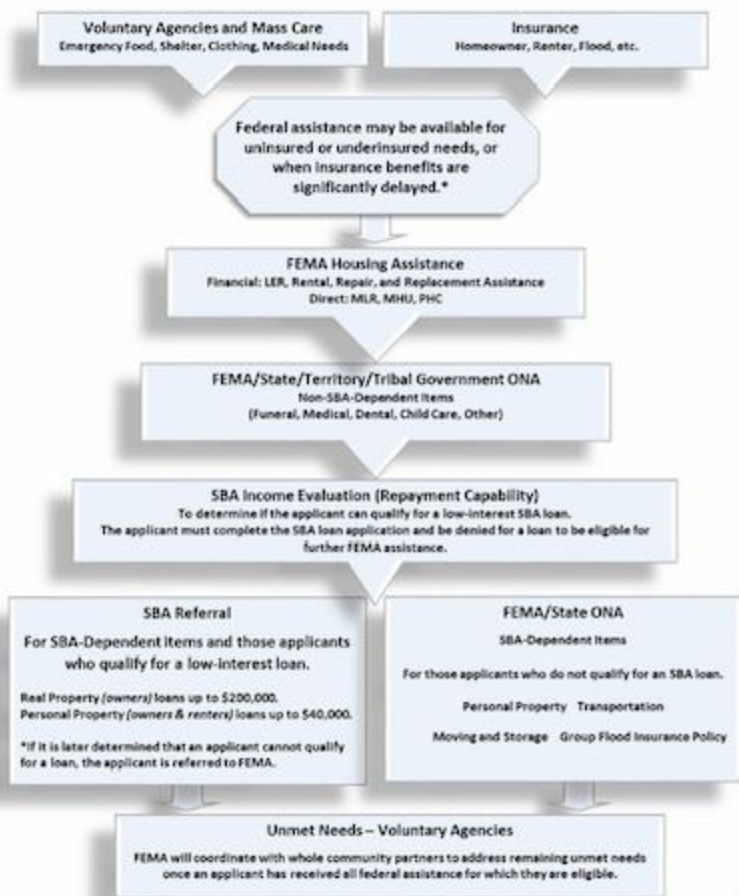 Voluntary Agencies and Mass Care
Emergency Food, Shelter, Clothing, Medical Needs
Insurance
Homeowner, Renter, Flood, etc.
Federal assistance may be available for
uninsured or underinsured needs, or
when insurance benefits are
significantly delayed.*
FEMA Housing Assistance
Financial: LER, Rental, Repair, and Replacement Assistance
Direct: MLR, MHU, PHC
FEMA/State/Territory/Tribal Government ONA
Non-SBA-Dependent Items
(Funeral, Medical, Dental, Child Care, Other)
SBA Income Evaluation (Repayment Capability)
To determine if the applicant can qualify for a low-interest SBA loan.
The applicant must complete the SBA loan application and be denied for a loan to be eligible for
further FEMA assistance.
SBA Referral
For SBA-Dependent items and those applicants
who qualify for a low-interest loan.
Real Property (owners) loans up to $200,000.
Personal Property (owners & renters) loans up to $40,000.
*If it is later determined that an applicant cannot qualify
for a loan, the applicant is referred to FEMA.
FEMA/State ONA
SBA-Dependent Items
For those applicants who do not qualify for an SBA loan.
Personal Property Transportation
Moving and Storage Group Flood Insurance Policy
Unmet Needs – Voluntary Agencies
FEMA will coordinate with whole community partners to address remaining unmet needs
once an applicant has received all federal assistance for which they are eligible.